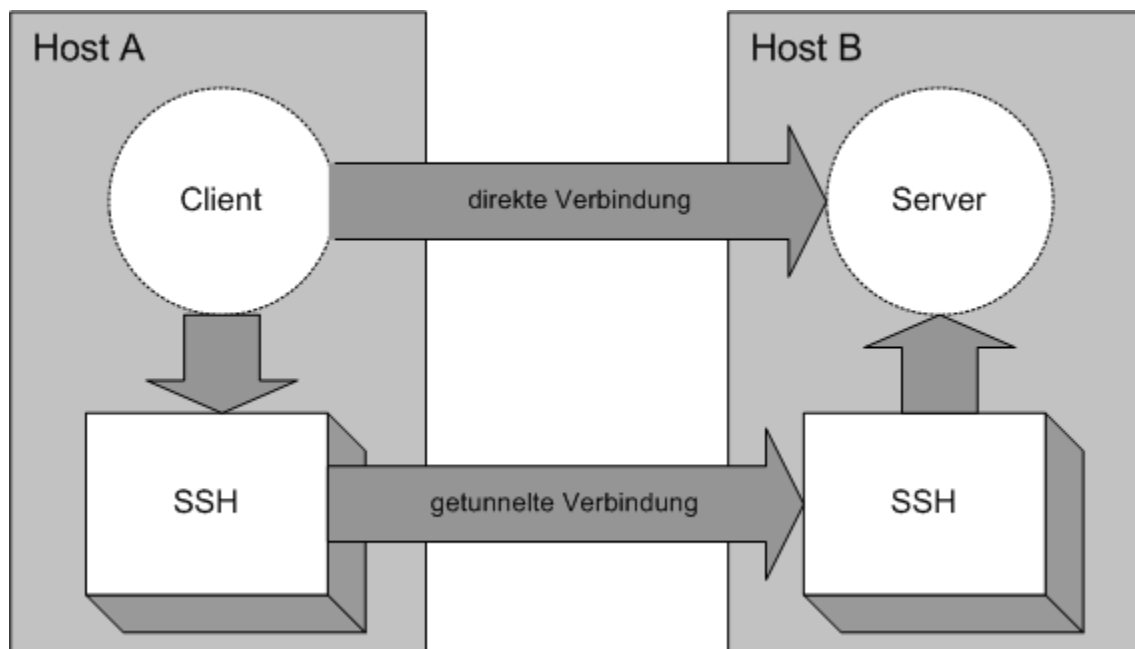 Host A
Host B
Client
direkte Verbindung
Server
SSH
getunnelte Verbindung
SSH